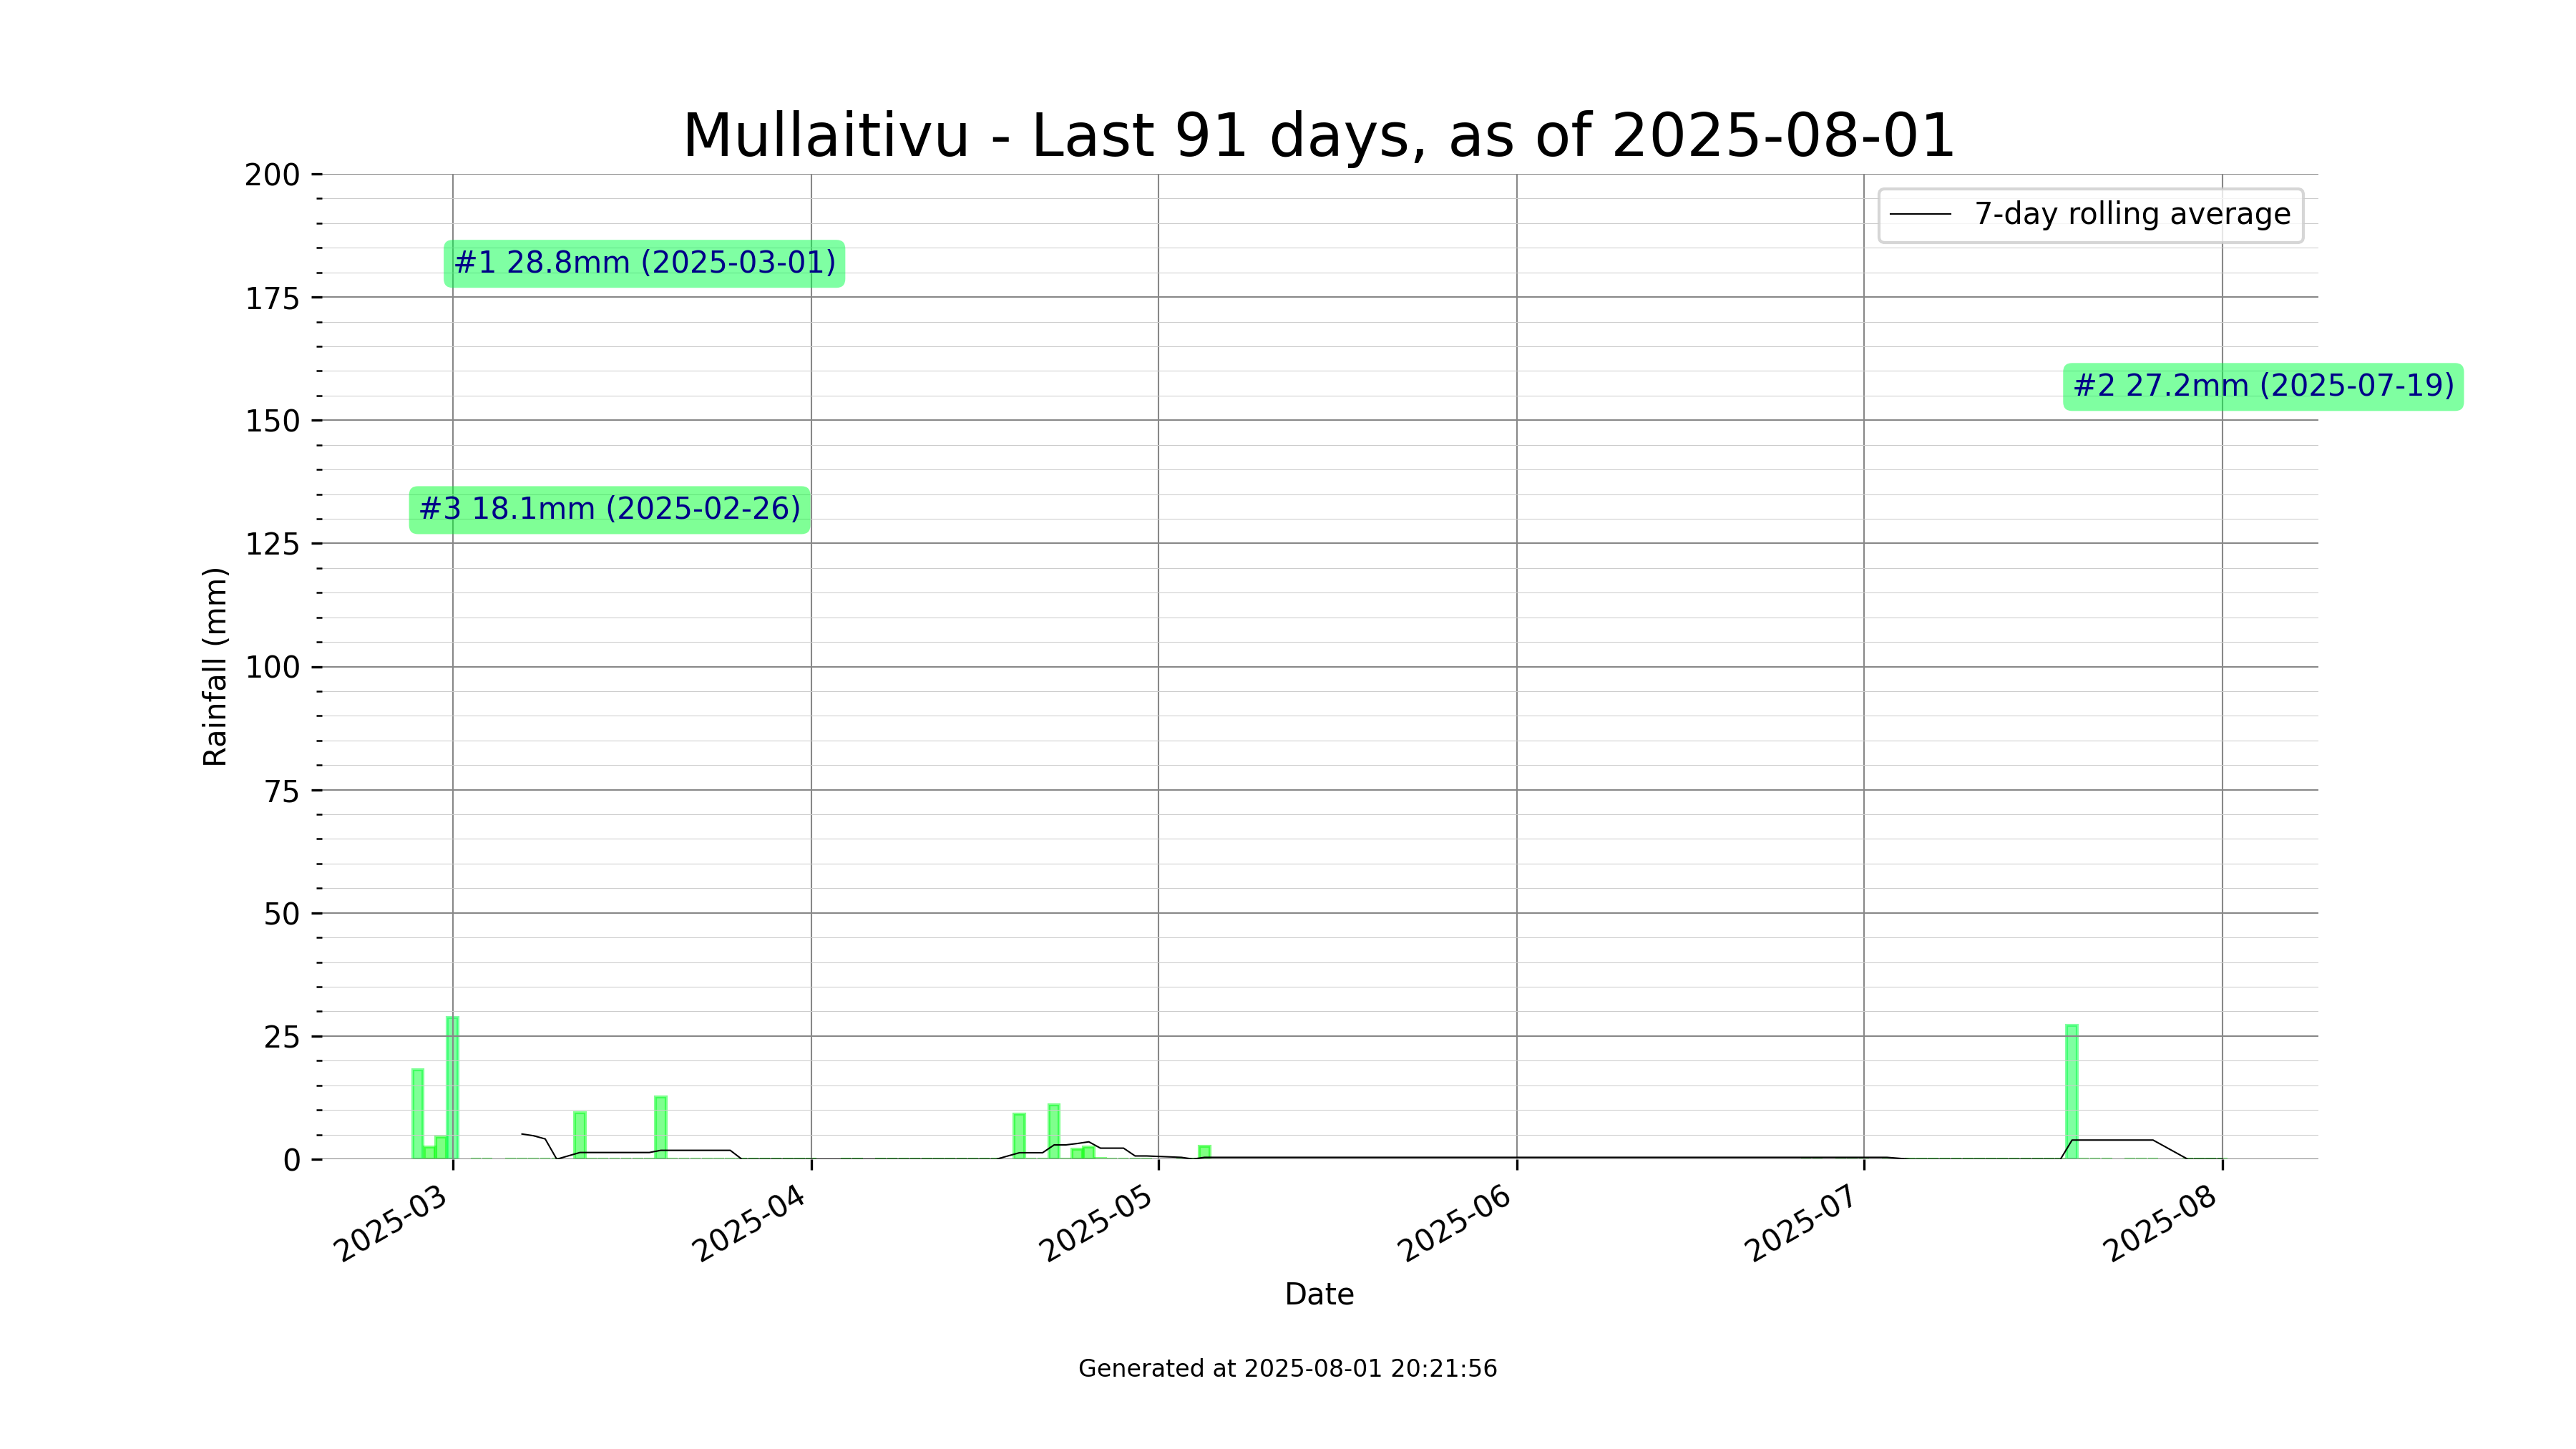 Mullaitivu - Last 91 days, as of 2025-08-01
200
175
150
125
100
75
50
25
0
Rainfall (mm)
7-day rolling average
#1 28.8mm (2025-03-01)
#2 27.2mm (2025-07-19)
#3 18.1mm (2025-02-26)
2025-03
2025-04
2025-05
2025-06
2025-07
2025-08
Date
Generated at 2025-08-01 20:21:56